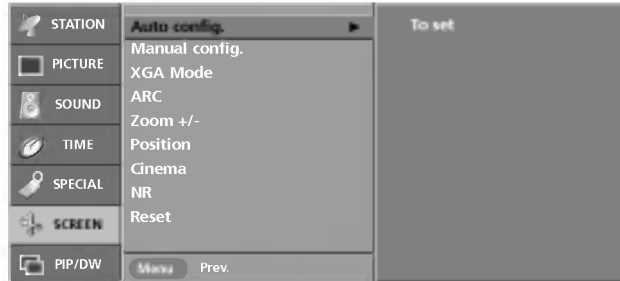 STATION
PICTURE
SOUND
TIME
SPECIAL
SCREEN
PIP/DW
Auto config.
Manual config.
XGA Mode
ARC
Zoom +/-
Position
Cinema
NR
Reset
Menu Prev.
To set